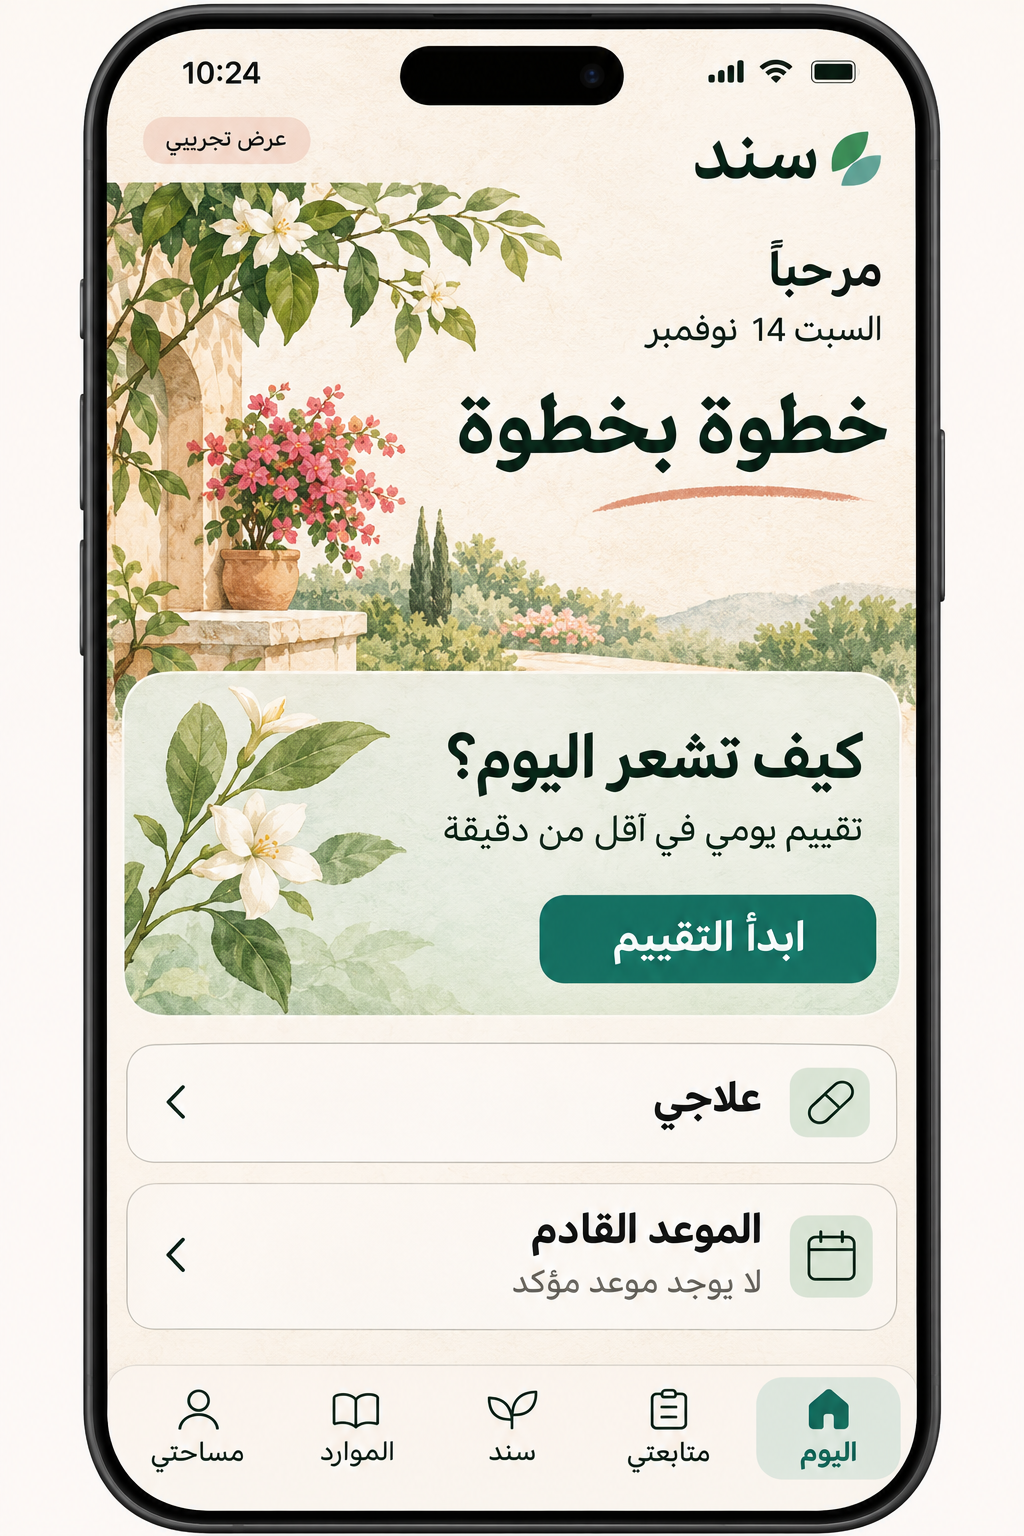 10:24
عرض تجريبي
سند
مرحباً
السبت 14 نوفمبر
خطوة بخطوة
كيف تشعر اليوم؟
تقييم يومي في آقل من دقيقة
ابدأ التقييم
علاجي
الموعد القادم
لا يوجد موعد مؤكد
اليوم
متابعتي
سند
الموارد
مساحتي